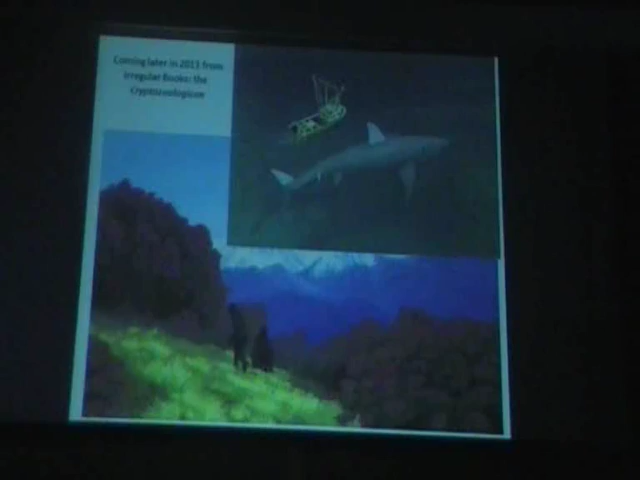 Coming later in 2013 from
Irregular Books: the
Cryptozoologicon